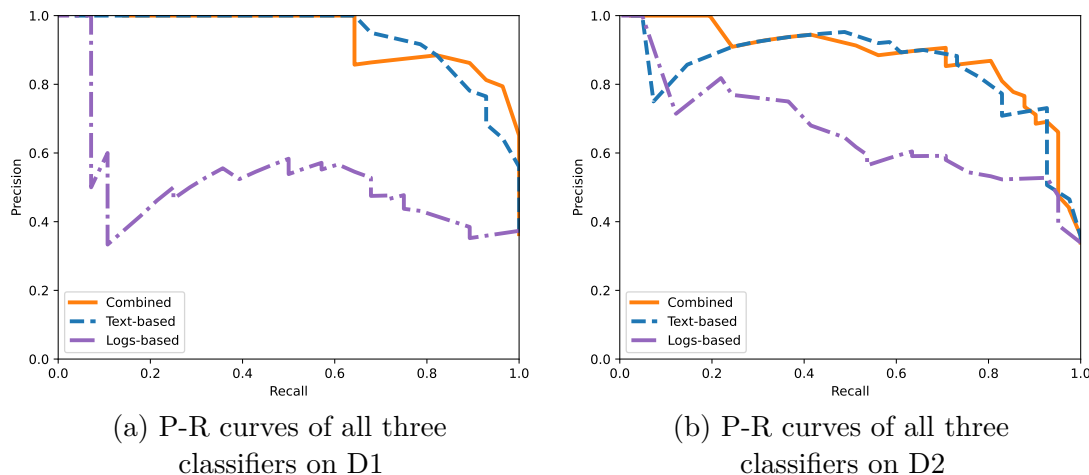 1.0
0.8
0.6
0.4
0.2
0.0
Precision
Combined
Text-based
Logs-based
0.0 0.2 0.4 0.6 0.8 1.0
Recall
(a) P-R curves of all three
classifiers on D1
1.0
0.8
0.6
0.4
0.2
0.0
Precision
Combined
Text-based
Logs-based
0.0 0.2 0.4 0.6 0.8 1.0
Recall
(b) P-R curves of all three
classifiers on D2